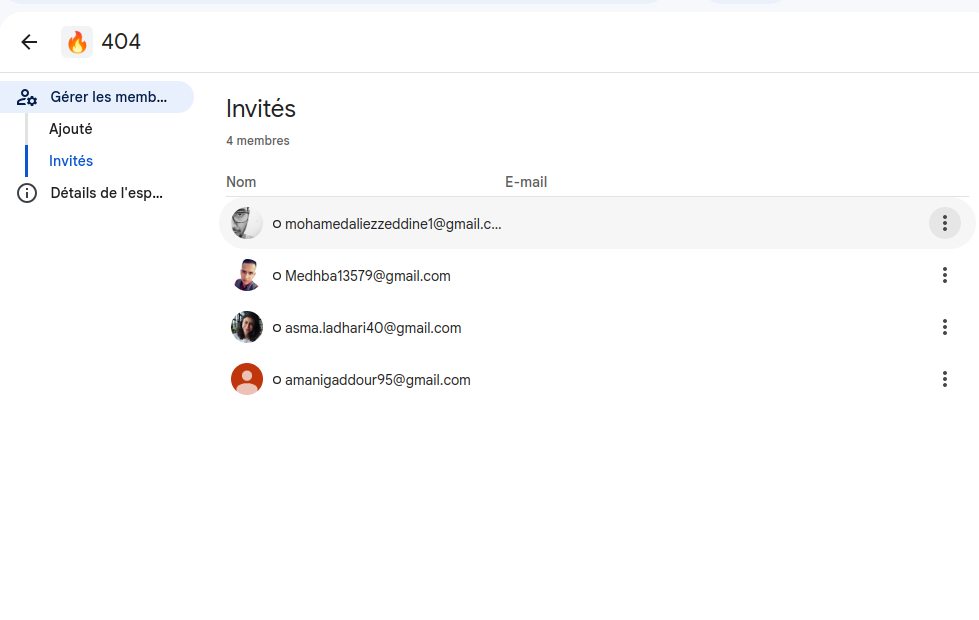 404
Gérer les memb...
Ajouté
Invités
Détails de l'esp...
Invités
4 membres
Nom E-mail
mohamedaliezzeddine1@gmail.c...
Medhba13579@gmail.com
asma.ladhari40@gmail.com
amanigaddour95@gmail.com